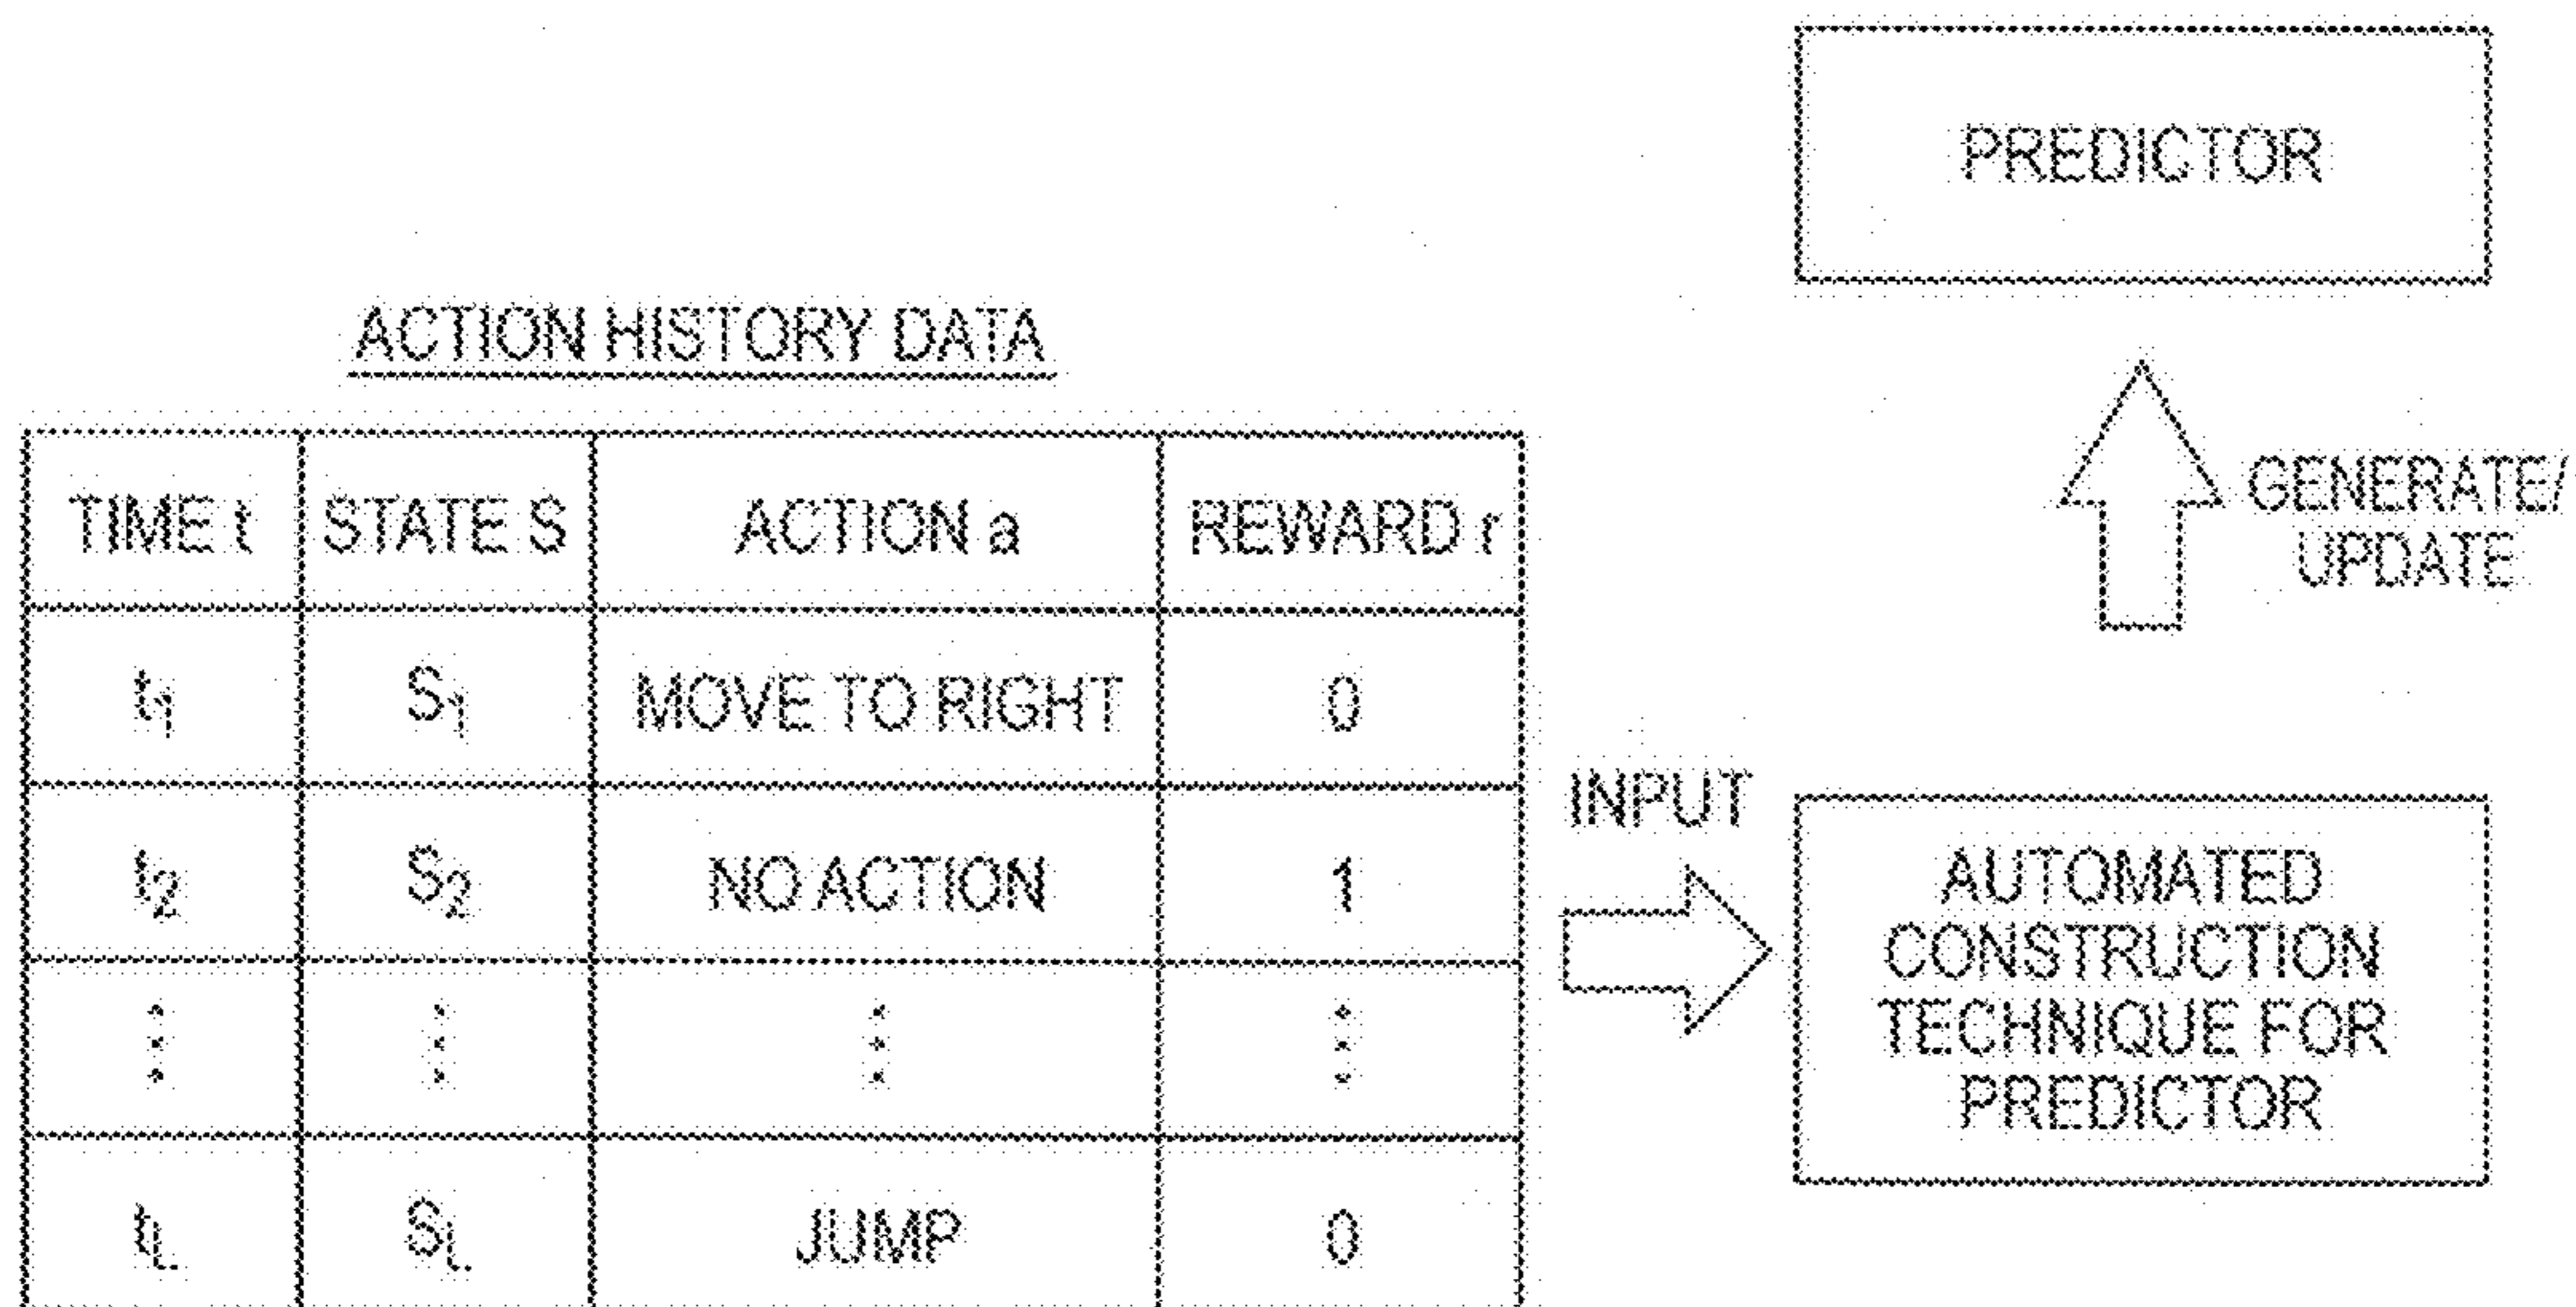 PREDICTOR
ACTION HISTORY DATA
GENERATE/
UPDATE
TIME t STATE S ACTION a REWARD r
t1 S1 MOVE TO RIGHT 0
t2 S2 NO ACTION 1
⋮ ⋮ ⋮ ⋮
tL SL JUMP 0
INPUT
AUTOMATED
CONSTRUCTION
TECHNIQUE FOR
PREDICTOR